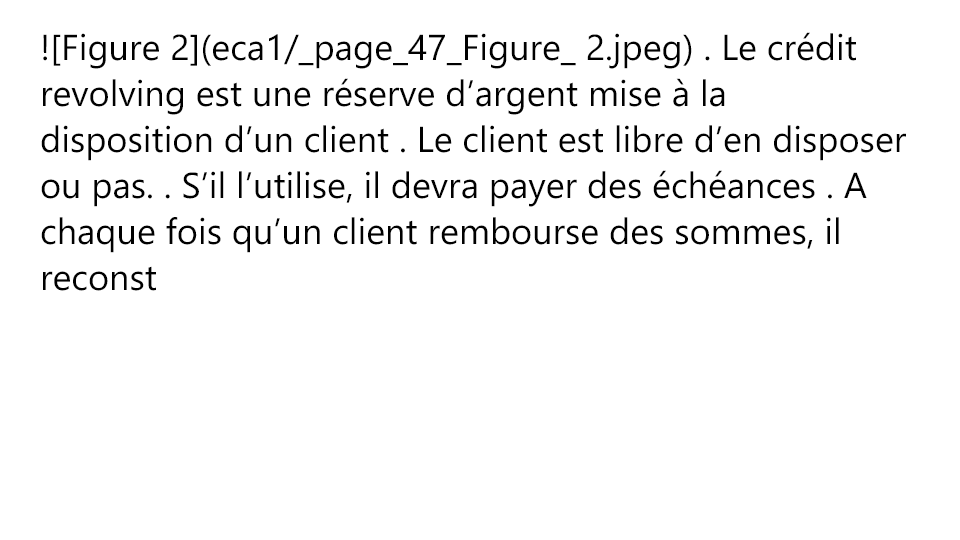 ![Figure 2](eca1/_page_47_Figure_ 2.jpeg) . Le crédit
revolving est une réserve d’argent mise à la
disposition d’un client . Le client est libre d’en disposer
ou pas. . S’il l’utilise, il devra payer des échéances . A
chaque fois qu’un client rembourse des sommes, il
reconst